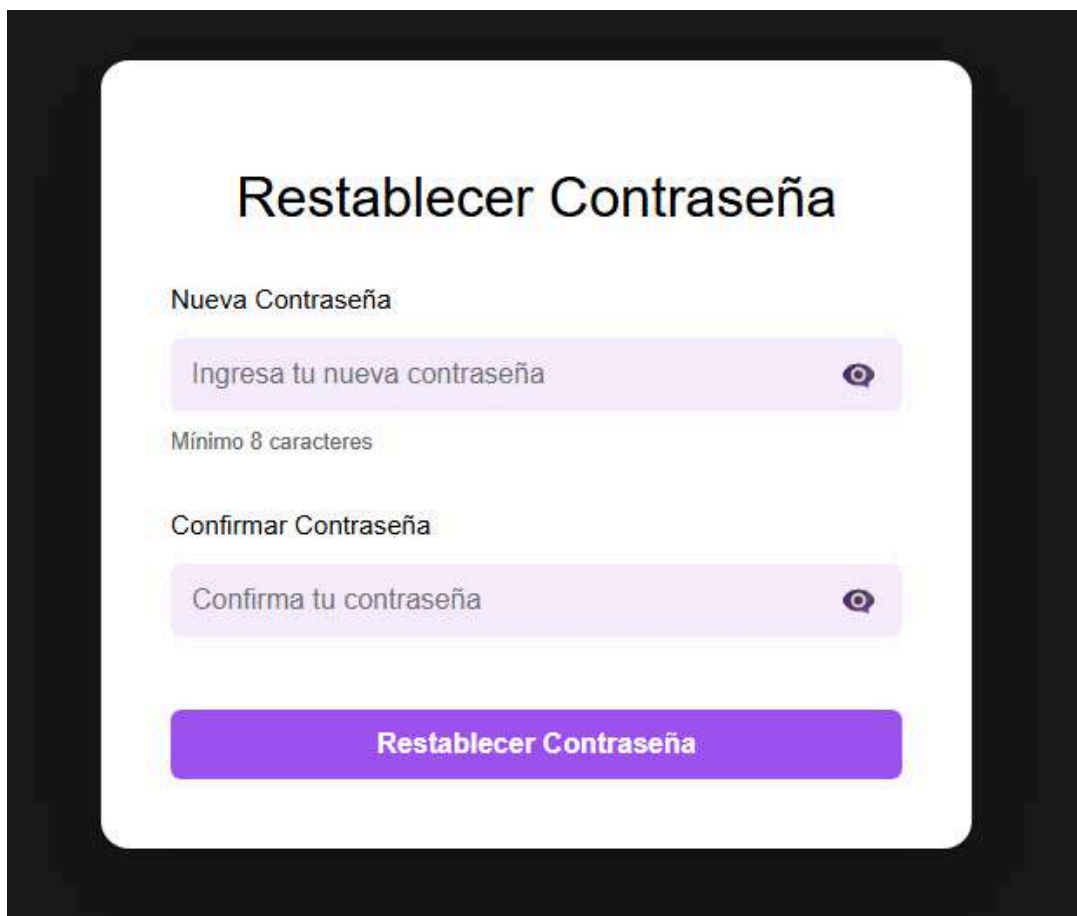 Restablecer Contraseña
Nueva Contraseña
Ingresa tu nueva contraseña
Mínimo 8 caracteres
Confirmar Contraseña
Confirma tu contraseña
Restablecer Contraseña